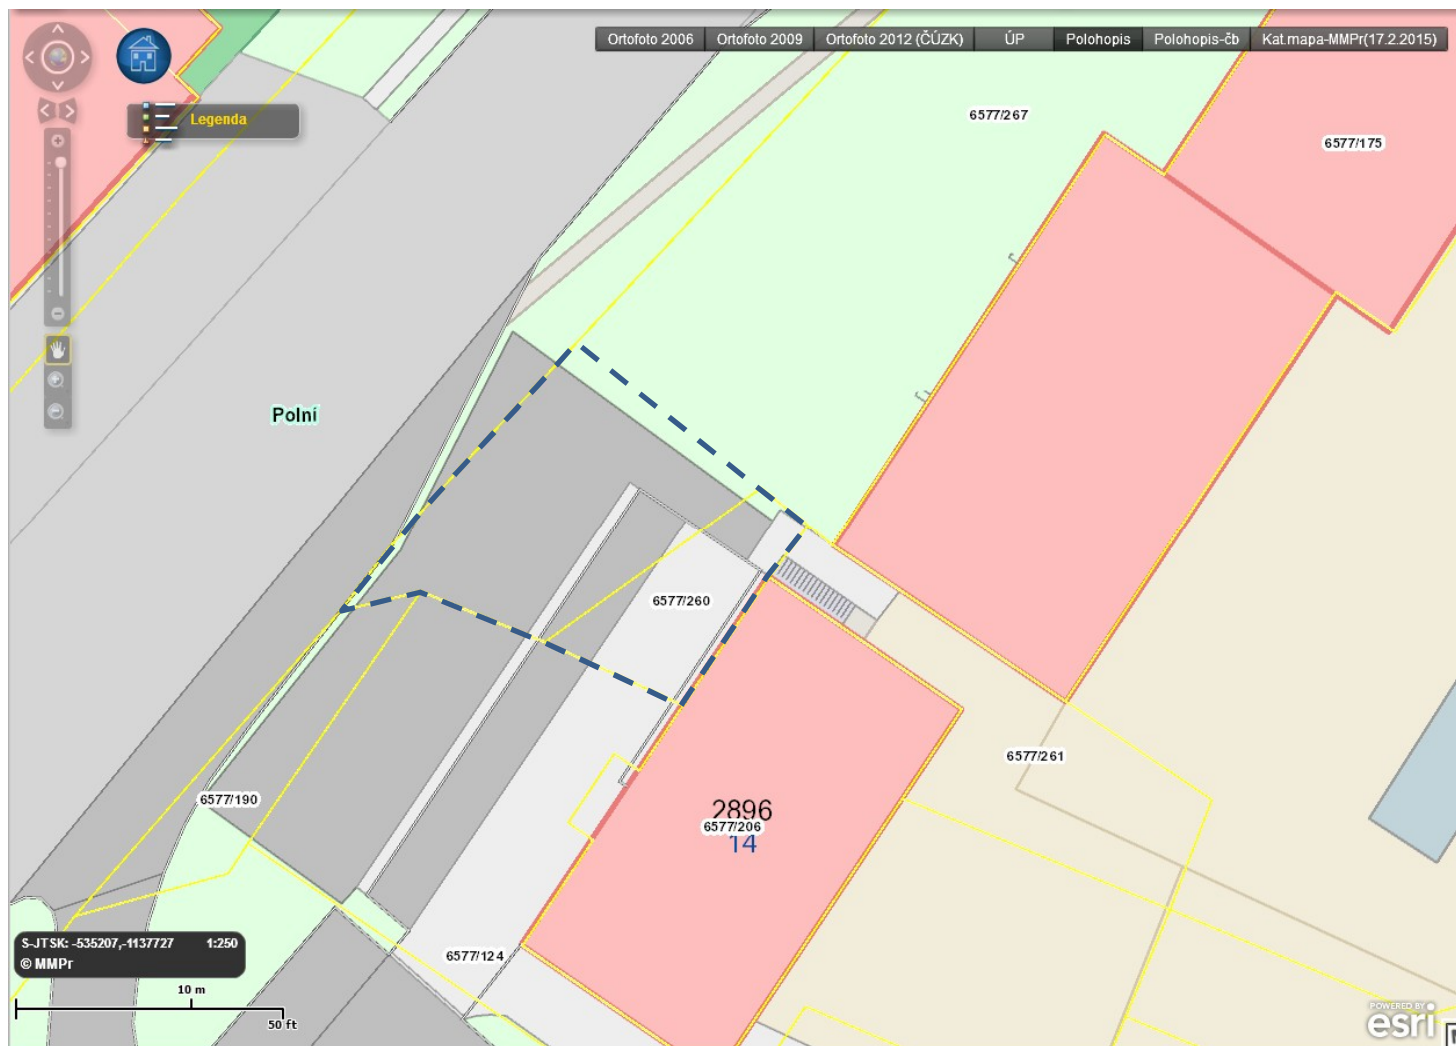 Ortofoto 2006 Ortofoto 2009 Ortofoto 2012 (ČÚZK) ÚP Polohopis Polohopis-čb Kat.mapa-MMPr(17.2.2015)
Legenda
6577/267
6577/175
Polní
6577/260
6577/261
6577/190
2896
6577/206
14
6577/124
S-JTSK: -535207,-1137727 1:250
© MMPr
10 m
50 ft
POWERED BY
esri